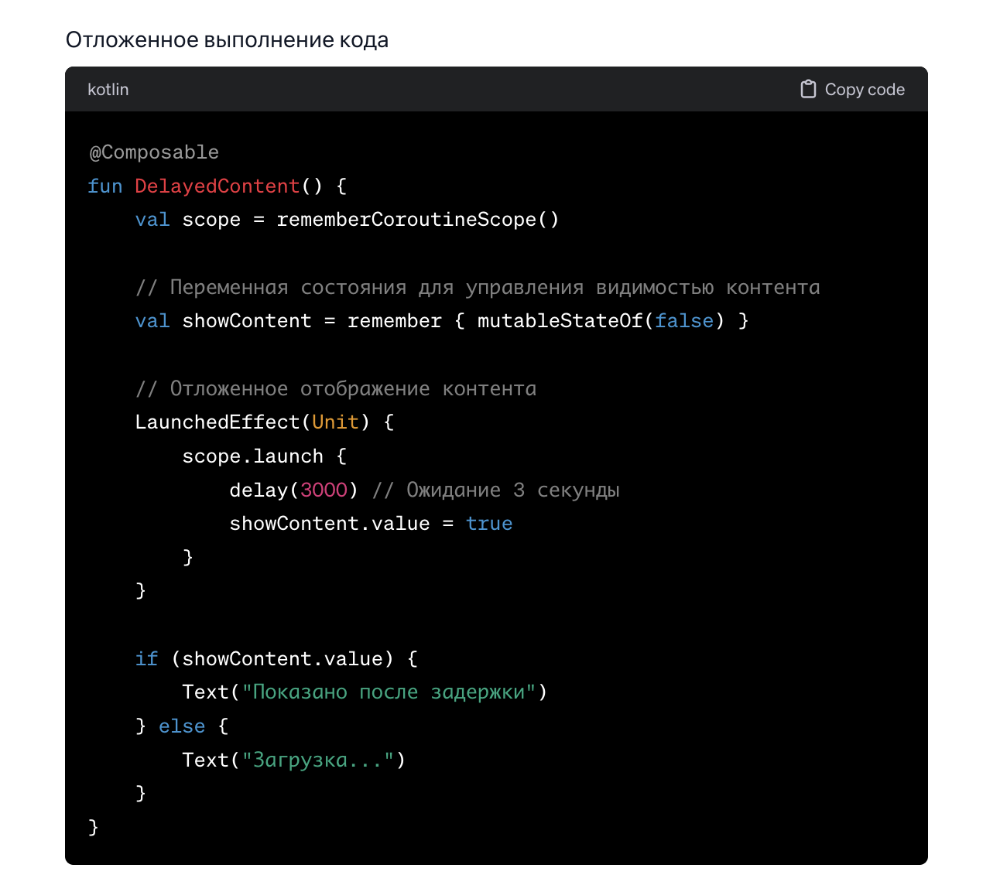 Отложенное выполнение кода
kotlin
Copy code
@Composable
fun DelayedContent() {
    val scope = rememberCoroutineScope()
    // Переменная состояния для управления видимостью контента
    val showContent = remember { mutableStateOf(false) }
    // Отложенное отображение контента
    LaunchedEffect(Unit) {
        scope.launch {
            delay(3000) // Ожидание 3 секунды
            showContent.value = true
        }
    }
    if (showContent.value) {
        Text("Показано после задержки")
    } else {
        Text("Загрузка...")
    }
}